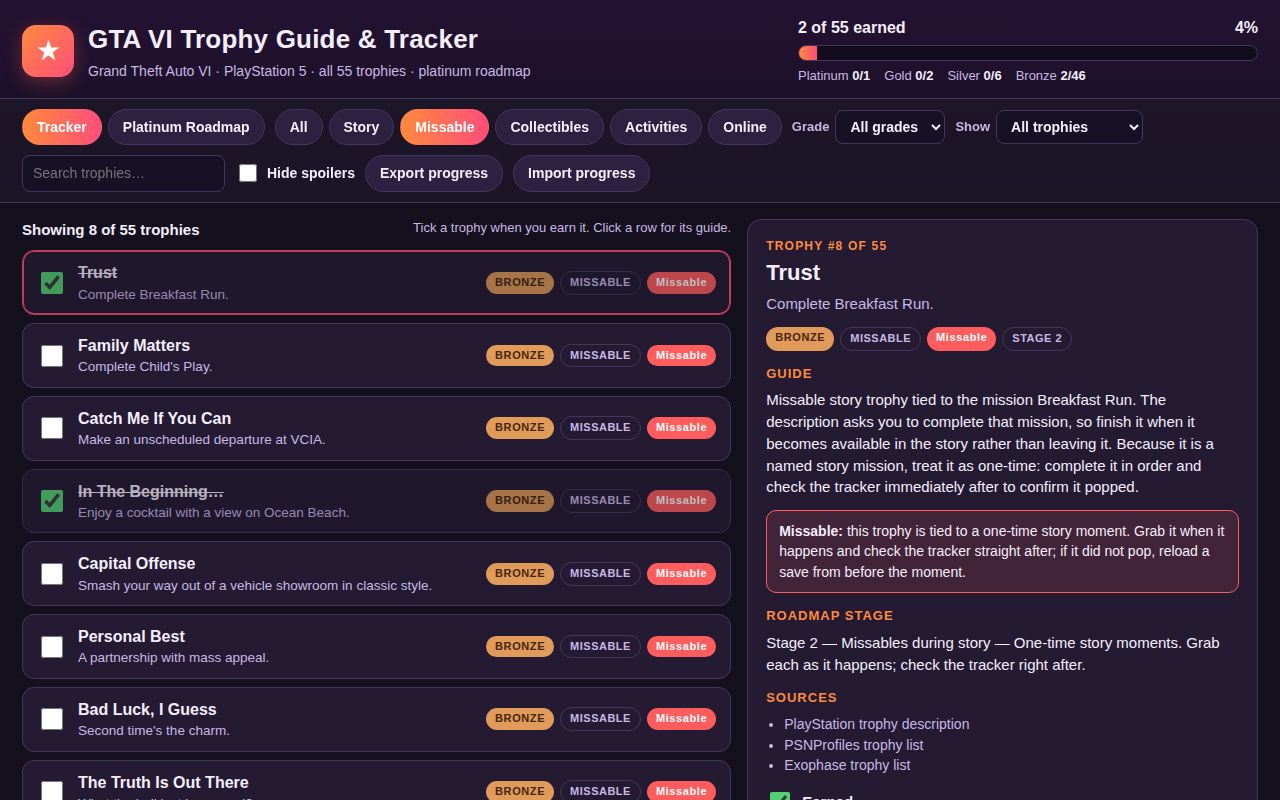 GTA VI Trophy Guide & Tracker
Grand Theft Auto VI · PlayStation 5 · all 55 trophies · platinum roadmap
2 of 55 earned 4%
Platinum 0/1 Gold 0/2 Silver 0/6 Bronze 2/46
Tracker Platinum Roadmap All Story Missable Collectibles Activities Online Grade All grades Show All trophies
Search trophies… Hide spoilers Export progress Import progress
Showing 8 of 55 trophies Tick a trophy when you earn it. Click a row for its guide.
Trust
Complete Breakfast Run.
BRONZE MISSABLE Missable
Family Matters
Complete Child's Play.
BRONZE MISSABLE Missable
Catch Me If You Can
Make an unscheduled departure at VCIA.
BRONZE MISSABLE Missable
In The Beginning…
Enjoy a cocktail with a view on Ocean Beach.
BRONZE MISSABLE Missable
Capital Offense
Smash your way out of a vehicle showroom in classic style.
BRONZE MISSABLE Missable
Personal Best
A partnership with mass appeal.
BRONZE MISSABLE Missable
Bad Luck, I Guess
Second time's the charm.
BRONZE MISSABLE Missable
The Truth Is Out There
BRONZE MISSABLE Missable
TROPHY #8 OF 55
Trust
Complete Breakfast Run.
BRONZE MISSABLE Missable STAGE 2
GUIDE
Missable story trophy tied to the mission Breakfast Run. The
description asks you to complete that mission, so finish it when it
becomes available in the story rather than leaving it. Because it is a
named story mission, treat it as one-time: complete it in order and
check the tracker immediately after to confirm it popped.
Missable: this trophy is tied to a one-time story moment. Grab it when it
happens and check the tracker straight after; if it did not pop, reload a
save from before the moment.
ROADMAP STAGE
Stage 2 — Missables during story — One-time story moments. Grab
each as it happens; check the tracker right after.
SOURCES
PlayStation trophy description
PSNProfiles trophy list
Exophase trophy list
Earned